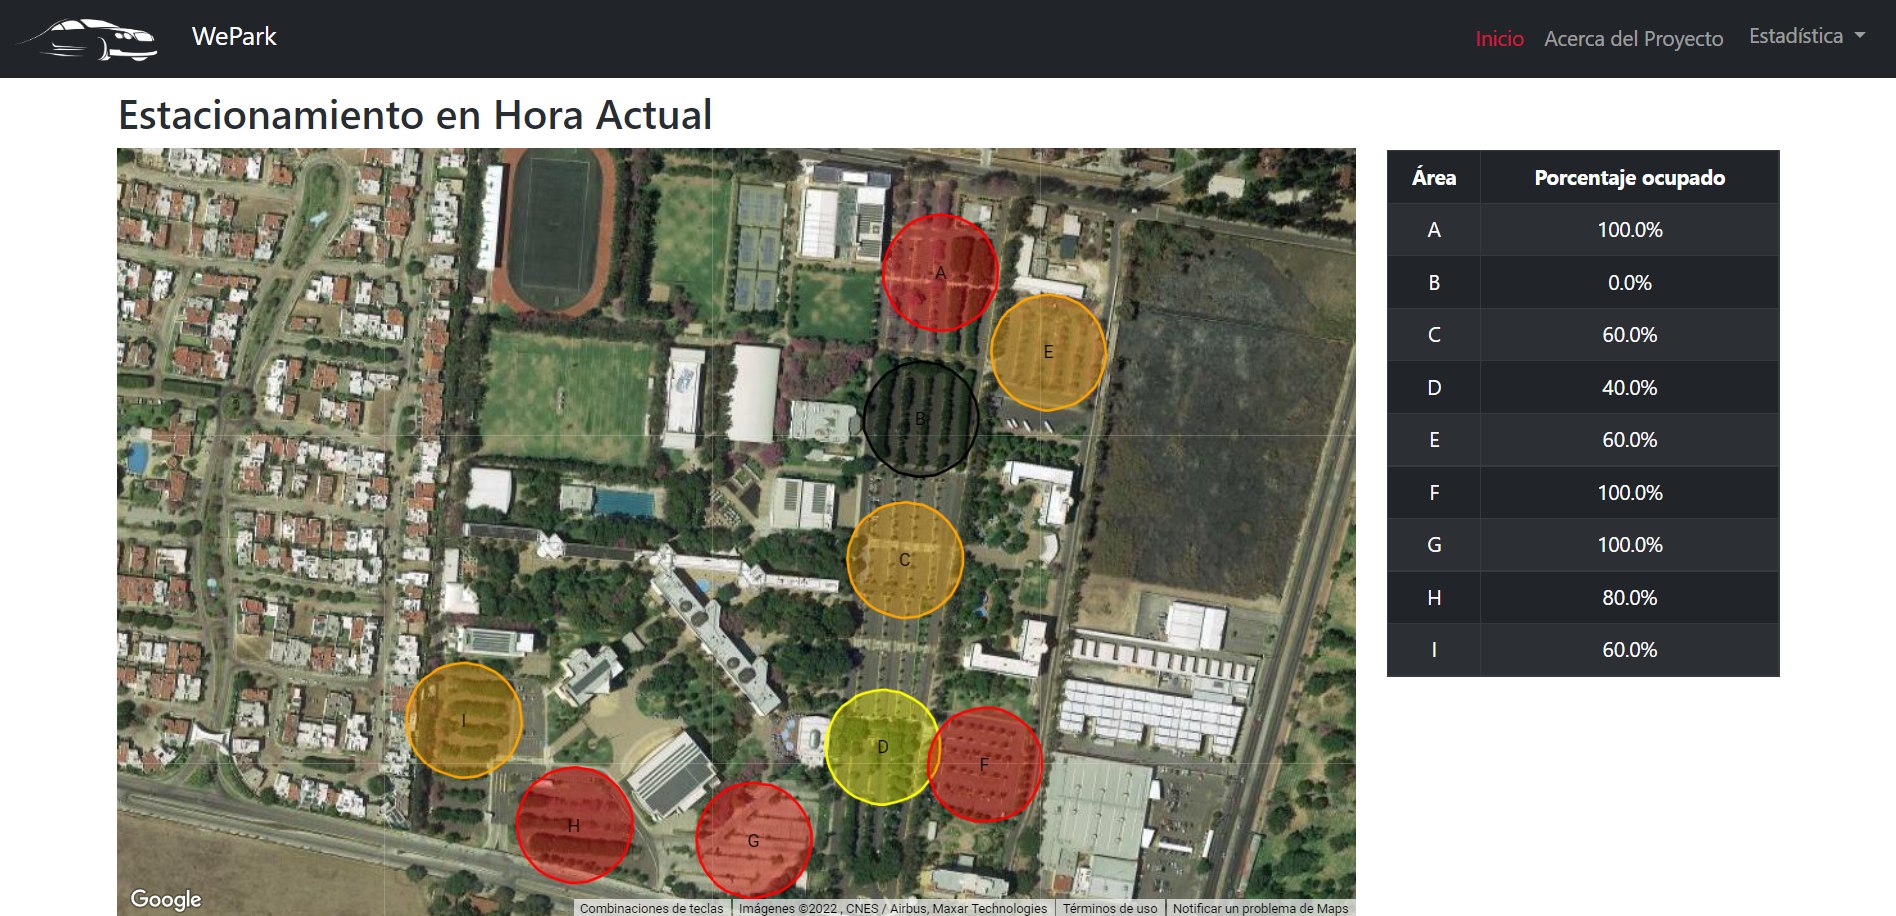 WePark
Inicio Acerca del Proyecto Estadística
Estacionamiento en Hora Actual
A
E
B
C
I
D
F
H
G
Google
Combinaciones de teclas Imágenes ©2022 , CNES / Airbus, Maxar Technologies Términos de uso Notificar un problema de Maps
Área Porcentaje ocupado
A 100.0%
B 0.0%
C 60.0%
D 40.0%
E 60.0%
F 100.0%
G 100.0%
H 80.0%
I 60.0%